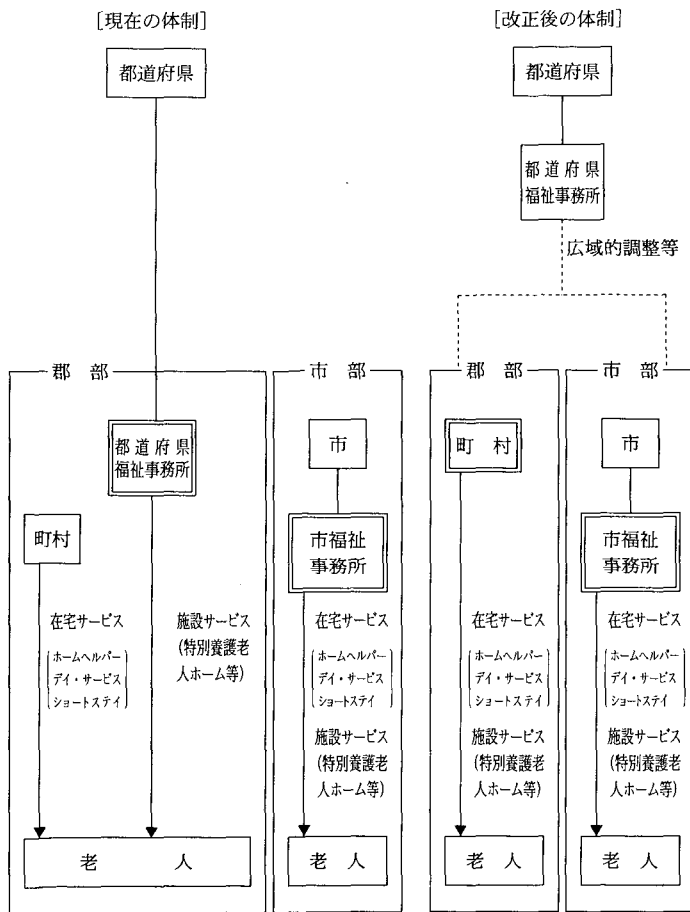 [現在の体制]
都道府県
郡 部
都道府県
福祉事務所
町村
在宅サービス
ホームヘルパー
デイ・サービス
ショートステイ
施設サービス
(特別養護老
人ホーム等)
老 人
市 部
市
市福祉
事務所
在宅サービス
ホームヘルパー
デイ・サービス
ショートステイ
施設サービス
(特別養護老
人ホーム等)
老 人
[改正後の体制]
都道府県
都道府県
福祉事務所
広域的調整等
郡 部
町 村
在宅サービス
ホームヘルパー
デイ・サービス
ショートステイ
施設サービス
(特別養護老
人ホーム等)
老 人
市 部
市
市福祉
事務所
在宅サービス
ホームヘルパー
デイ・サービス
ショートステイ
施設サービス
(特別養護老
人ホーム等)
老 人